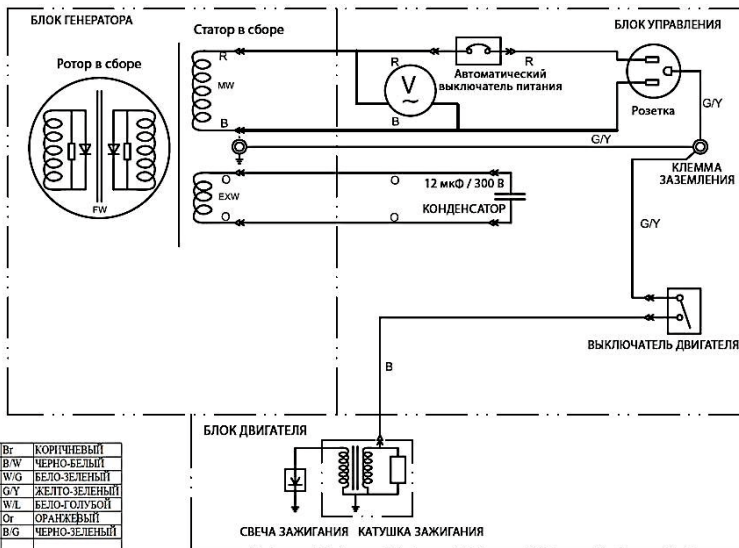 БЛОК ГЕНЕРАТОРА
Статор в сборе
БЛОК УПРАВЛЕНИЯ
Ротор в сборе
R
MW
B
FW
R
V
~
B
R
Автоматический
выключатель питания
Розетка
G/Y
G/Y
КЛЕММА
ЗАЗЕМЛЕНИЯ
O
EXW
O
O
O
12 мкФ / 300 В
КОНДЕНСАТОР
G/Y
ВЫКЛЮЧАТЕЛЬ ДВИГАТЕЛЯ
B
БЛОК ДВИГАТЕЛЯ
Br КОРИЧНЕВЫЙ
B/W ЧЕРНО-БЕЛЫЙ
W/G БЕЛО-ЗЕЛЕНЫЙ
G/Y ЖЕЛТО-ЗЕЛЕНЫЙ
W/L БЕЛО-ГОЛУБОЙ
Or ОРАНЖЕВЫЙ
B/G ЧЕРНО-ЗЕЛЕНЫЙ
СВЕЧА ЗАЖИГАНИЯ КАТУШКА ЗАЖИГАНИЯ